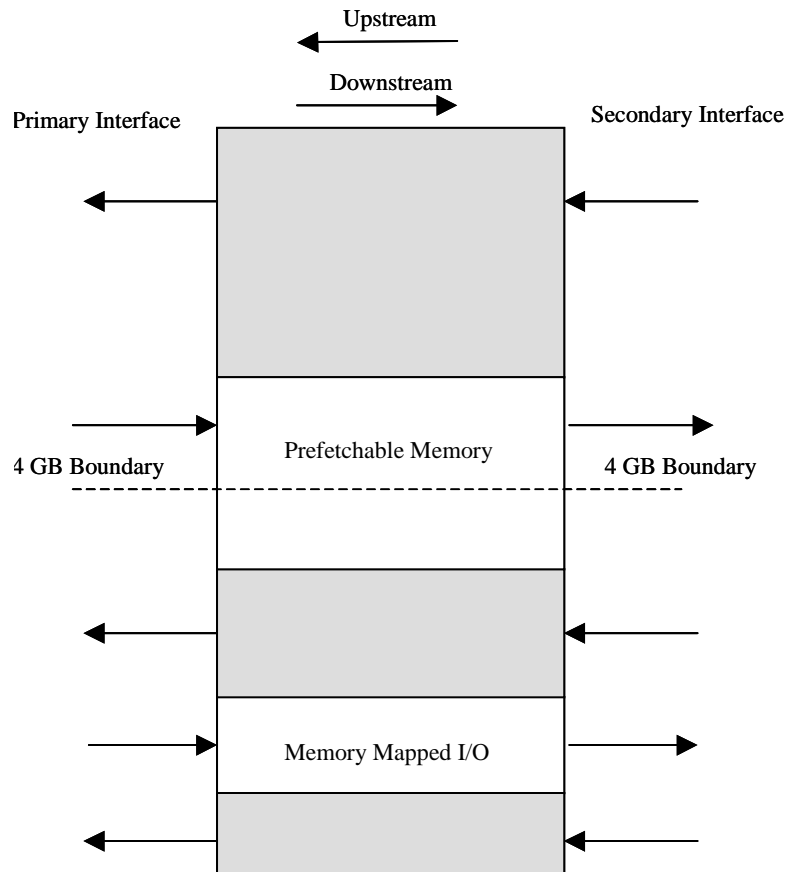 Upstream
Downstream
Primary Interface
Secondary Interface
Prefetchable Memory
4 GB Boundary
4 GB Boundary
Memory Mapped I/O